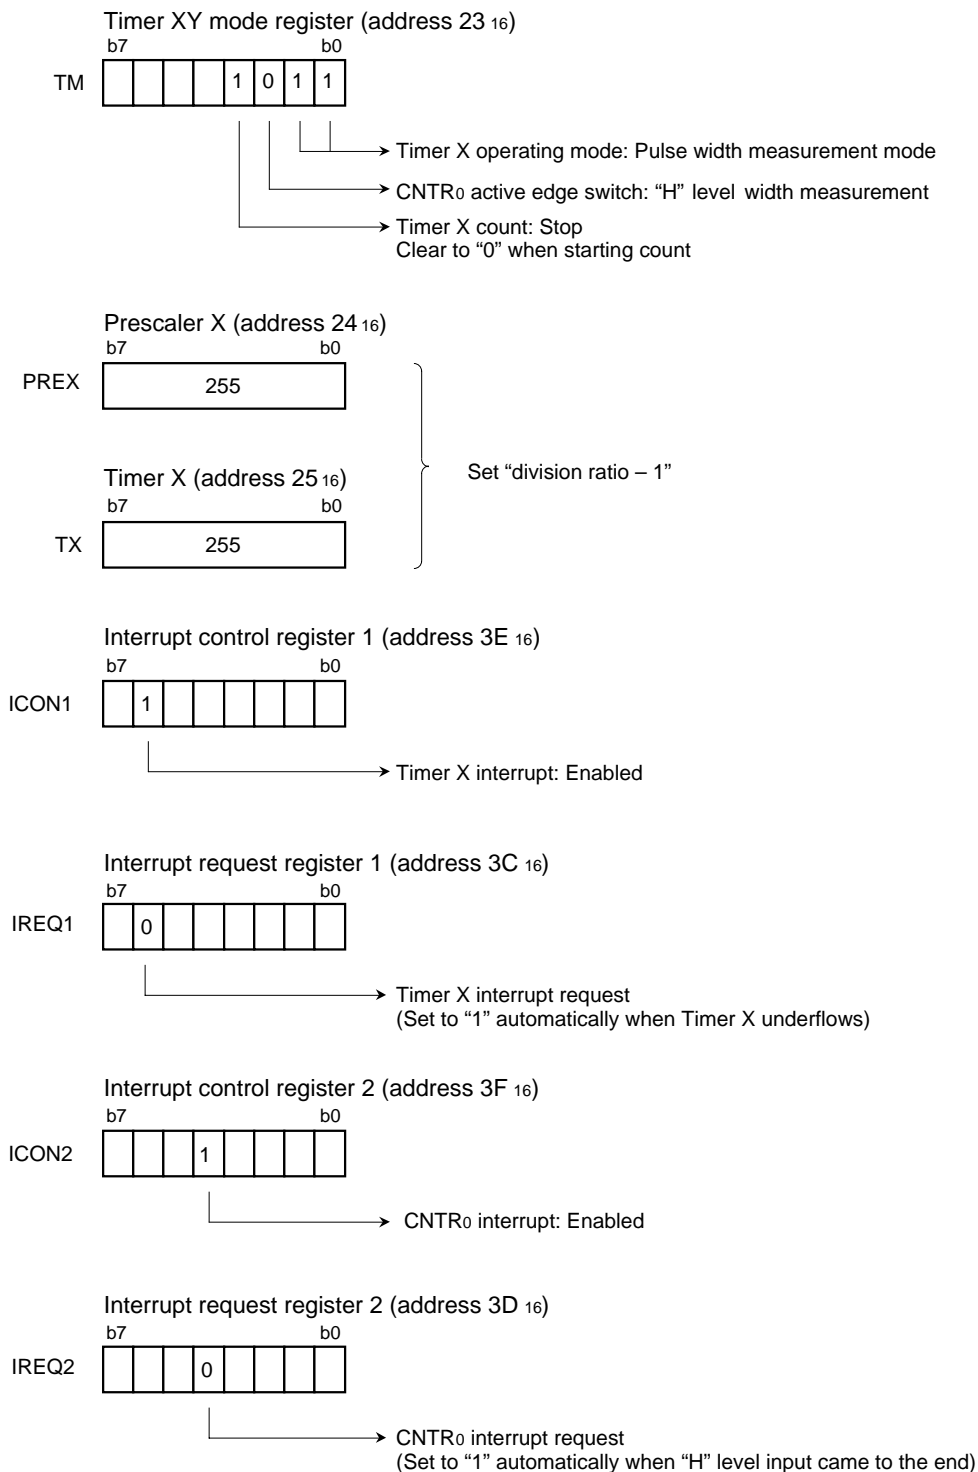 Timer XY mode register (address 23 16)
b7 b0
TM 1 0 1 1
Timer X operating mode: Pulse width measurement mode
CNTR0 active edge switch: “H” level width measurement
Timer X count: Stop
Clear to “0” when starting count
Prescaler X (address 24 16)
b7 b0
PREX 255
Set “division ratio – 1”
Timer X (address 25 16)
b7 b0
TX 255
Interrupt control register 1 (address 3E 16)
b7 b0
ICON1 1
Timer X interrupt: Enabled
Interrupt request register 1 (address 3C 16)
b7 b0
IREQ1 0
Timer X interrupt request
(Set to “1” automatically when Timer X underflows)
Interrupt control register 2 (address 3F 16)
b7 b0
ICON2 1
CNTR0 interrupt: Enabled
Interrupt request register 2 (address 3D 16)
b7 b0
IREQ2 0
CNTR0 interrupt request
(Set to “1” automatically when “H” level input came to the end)